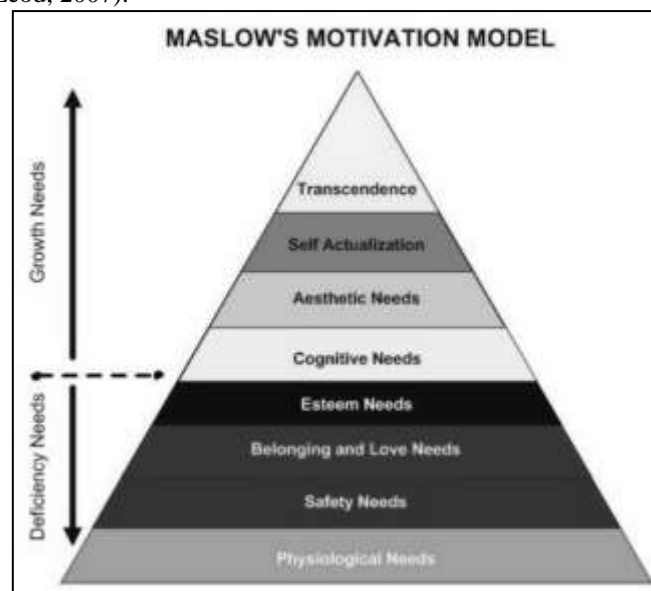 2007).
MASLOW'S MOTIVATION MODEL
Growth Needs
Deficiency Needs
Transcendence
Self Actualization
Aesthetic Needs
Cognitive Needs
Esteem Needs
Belonging and Love Needs
Safety Needs
Physiological Needs